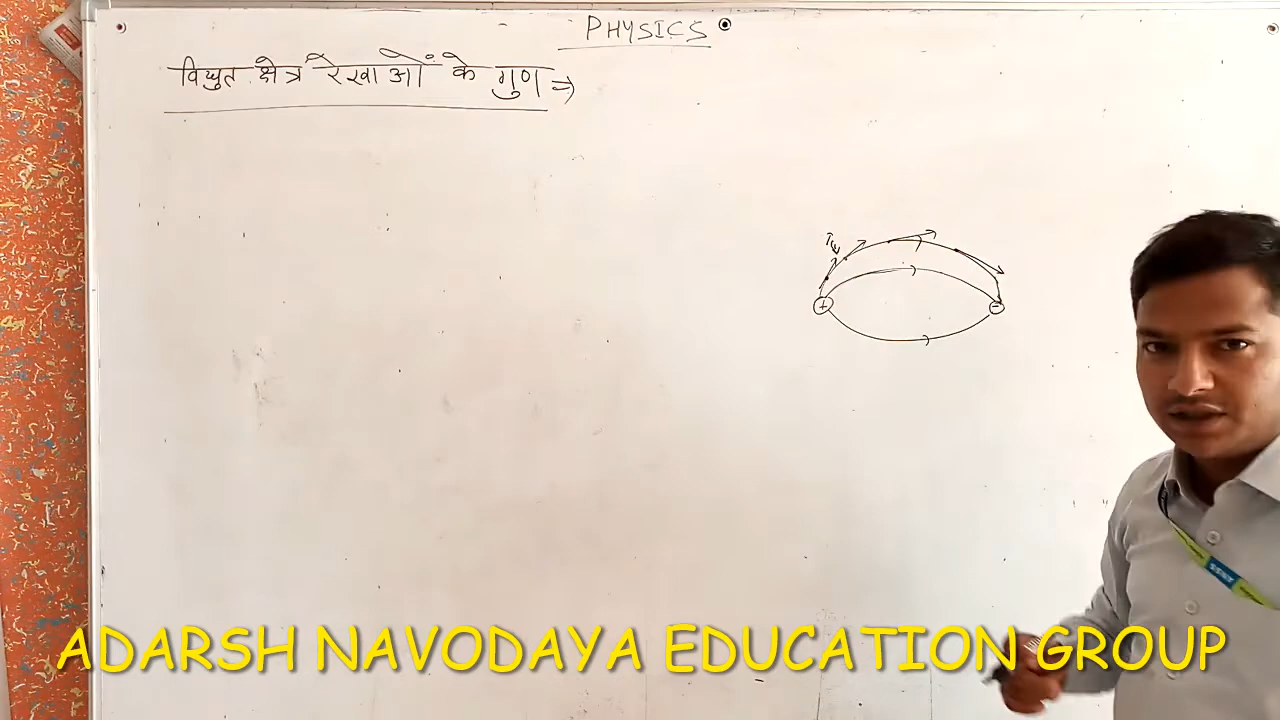 PHYSICS
विद्युत क्षेत्र रेखाओं के गुण ⇒
E
+
-
ADARSH NAVODAYA EDUCATION GROUP